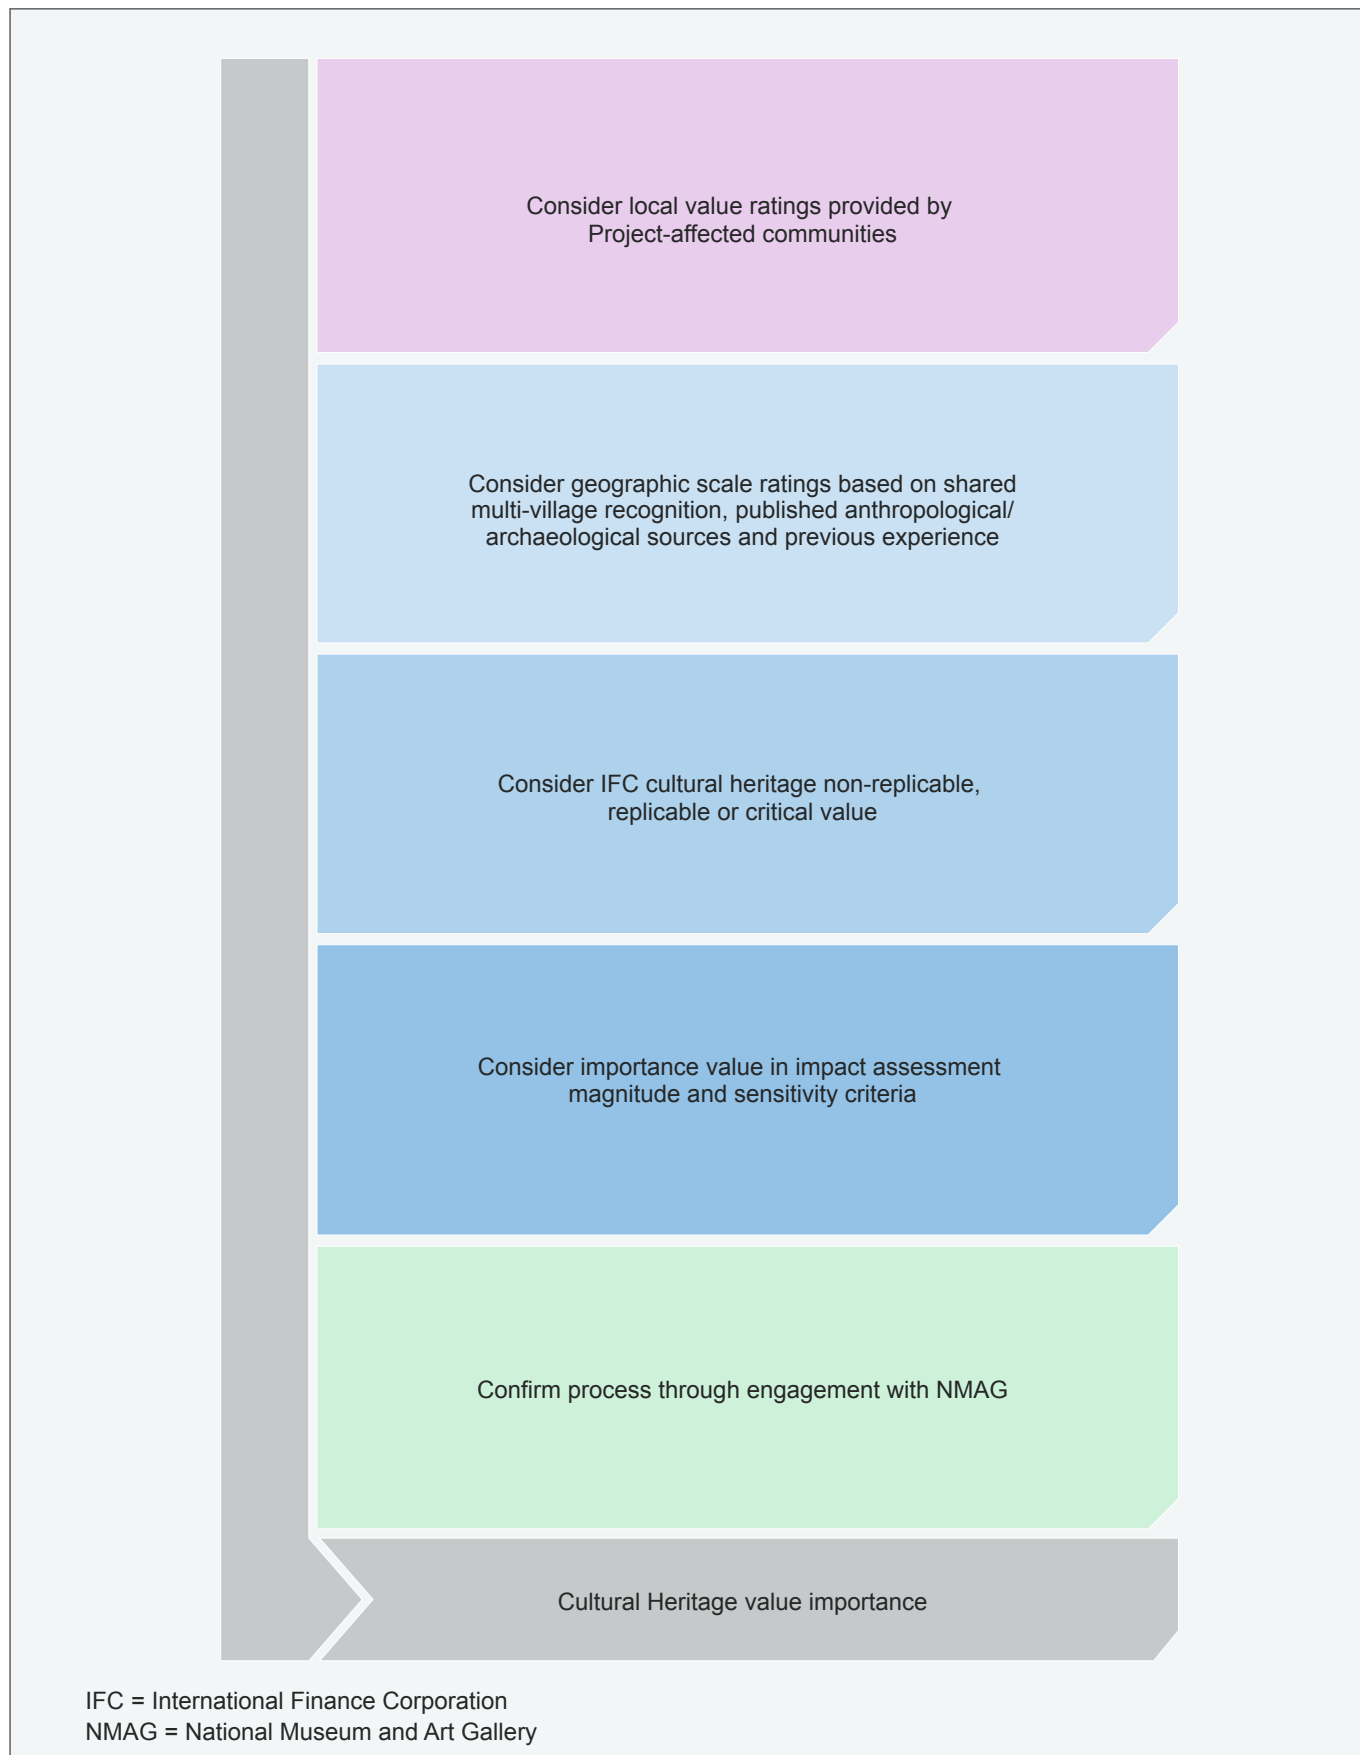 Consider local value ratings provided by
Project-affected communities
Consider geographic scale ratings based on shared
multi-village recognition, published anthropological/
archaeological sources and previous experience
Consider IFC cultural heritage non-replicable,
replicable or critical value
Consider importance value in impact assessment
magnitude and sensitivity criteria
Confirm process through engagement with NMAG
Cultural Heritage value importance
IFC = International Finance Corporation
NMAG = National Museum and Art Gallery